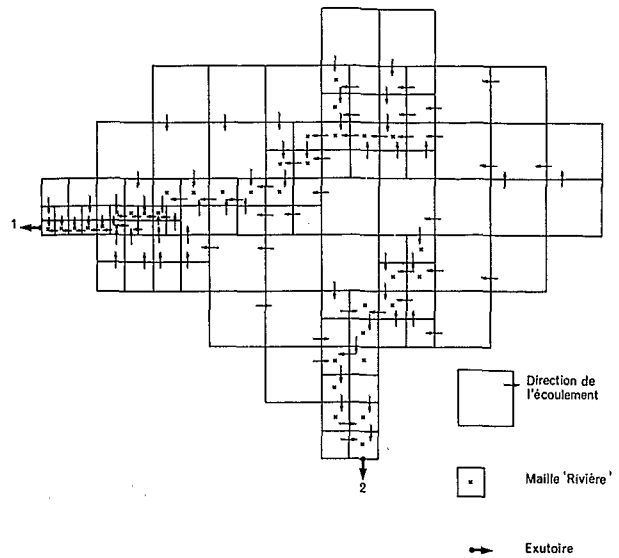 1
2
Direction de
l'écoulement
Maille 'Rivière'
Exutoire